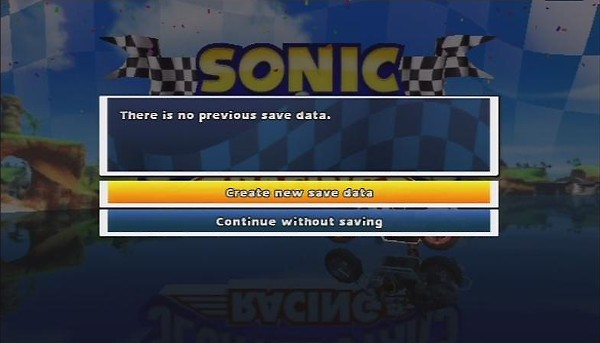 SONIC
There is no previous save data.
Create new save data
Continue without saving
RACING